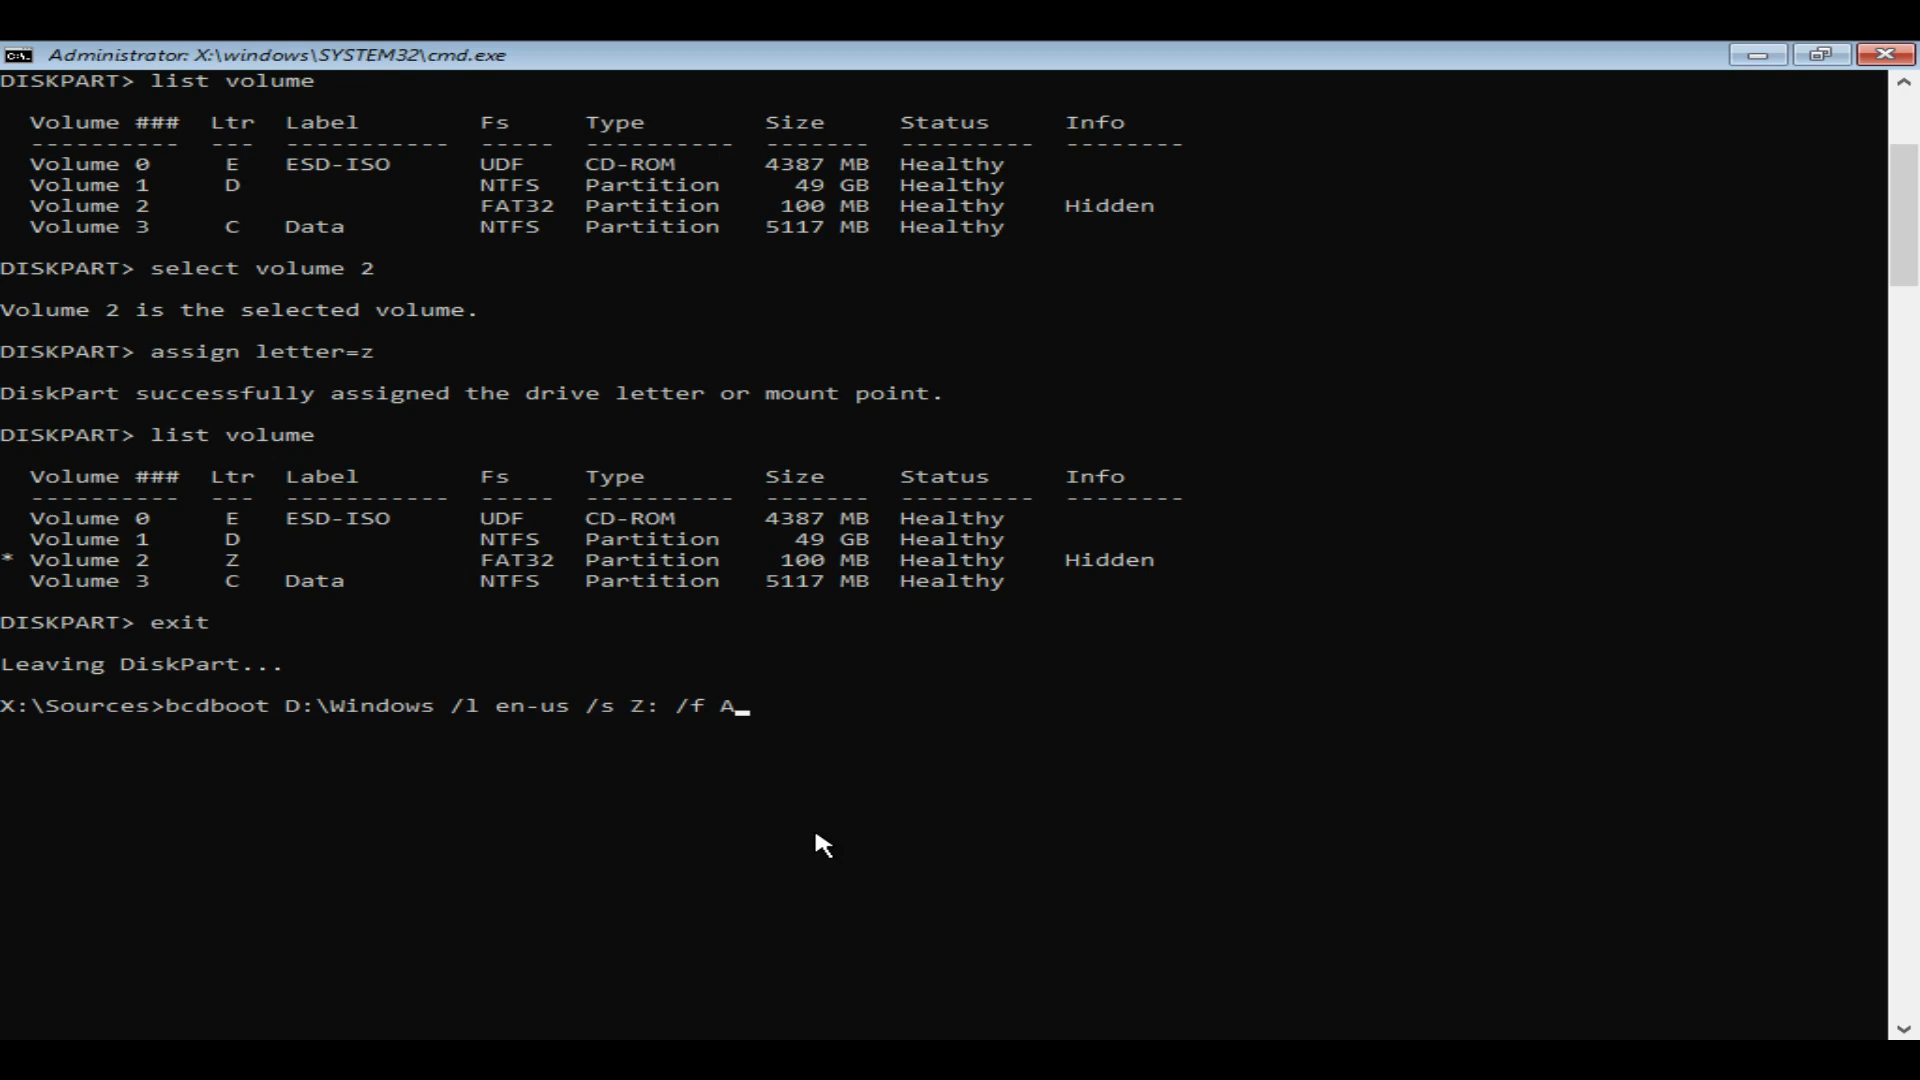 Administrator: X:\windows\SYSTEM32\cmd.exe
DISKPART> list volume
Volume ### Ltr Label Fs Type Size Status Info
---------- --- ----------- ----- ---------- ------- --------- --------
Volume 0 E ESD-ISO UDF CD-ROM 4387 MB Healthy
Volume 1 D NTFS Partition 49 GB Healthy
Volume 2 FAT32 Partition 100 MB Healthy Hidden
Volume 3 C Data NTFS Partition 5117 MB Healthy
DISKPART> select volume 2
Volume 2 is the selected volume.
DISKPART> assign letter=z
DiskPart successfully assigned the drive letter or mount point.
DISKPART> list volume
Volume ### Ltr Label Fs Type Size Status Info
---------- --- ----------- ----- ---------- ------- --------- --------
Volume 0 E ESD-ISO UDF CD-ROM 4387 MB Healthy
Volume 1 D NTFS Partition 49 GB Healthy
* Volume 2 Z FAT32 Partition 100 MB Healthy Hidden
Volume 3 C Data NTFS Partition 5117 MB Healthy
DISKPART> exit
Leaving DiskPart...
X:\Sources>bcdboot D:\Windows /l en-us /s Z: /f A_